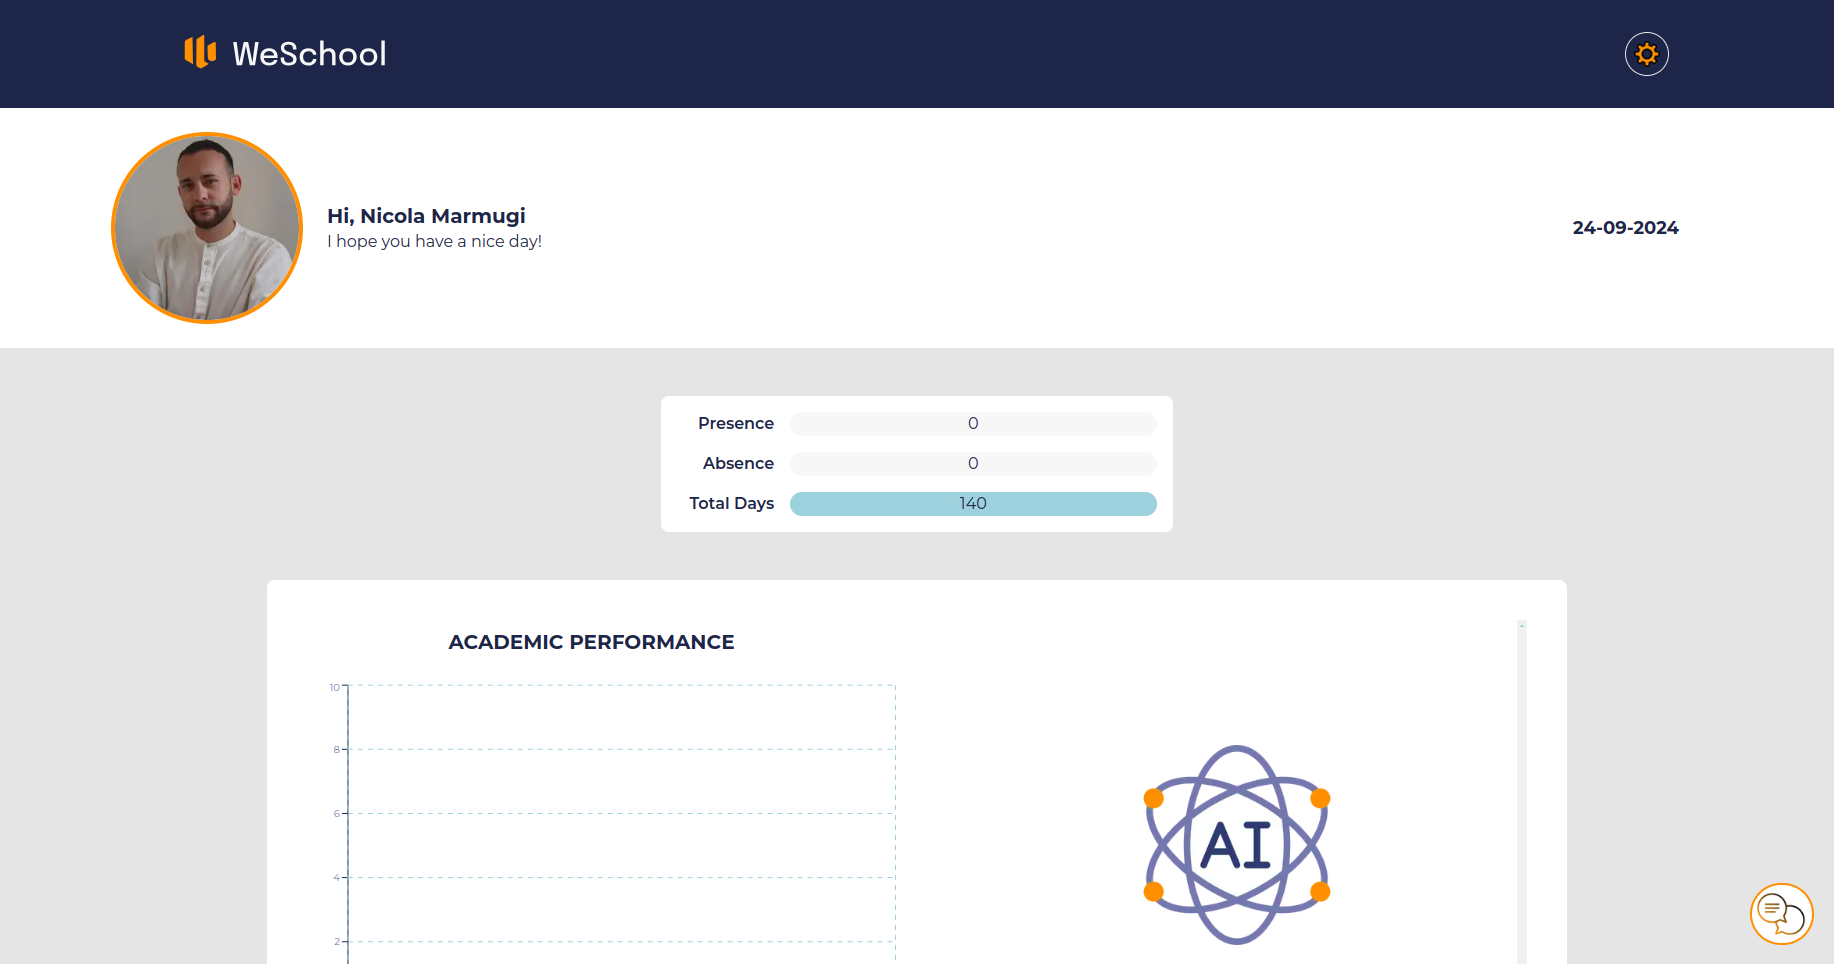 WeSchool
Hi, Nicola Marmugi
I hope you have a nice day!
24-09-2024
Presence 0
Absence 0
Total Days 140
ACADEMIC PERFORMANCE
10
8
6
4
2
AI